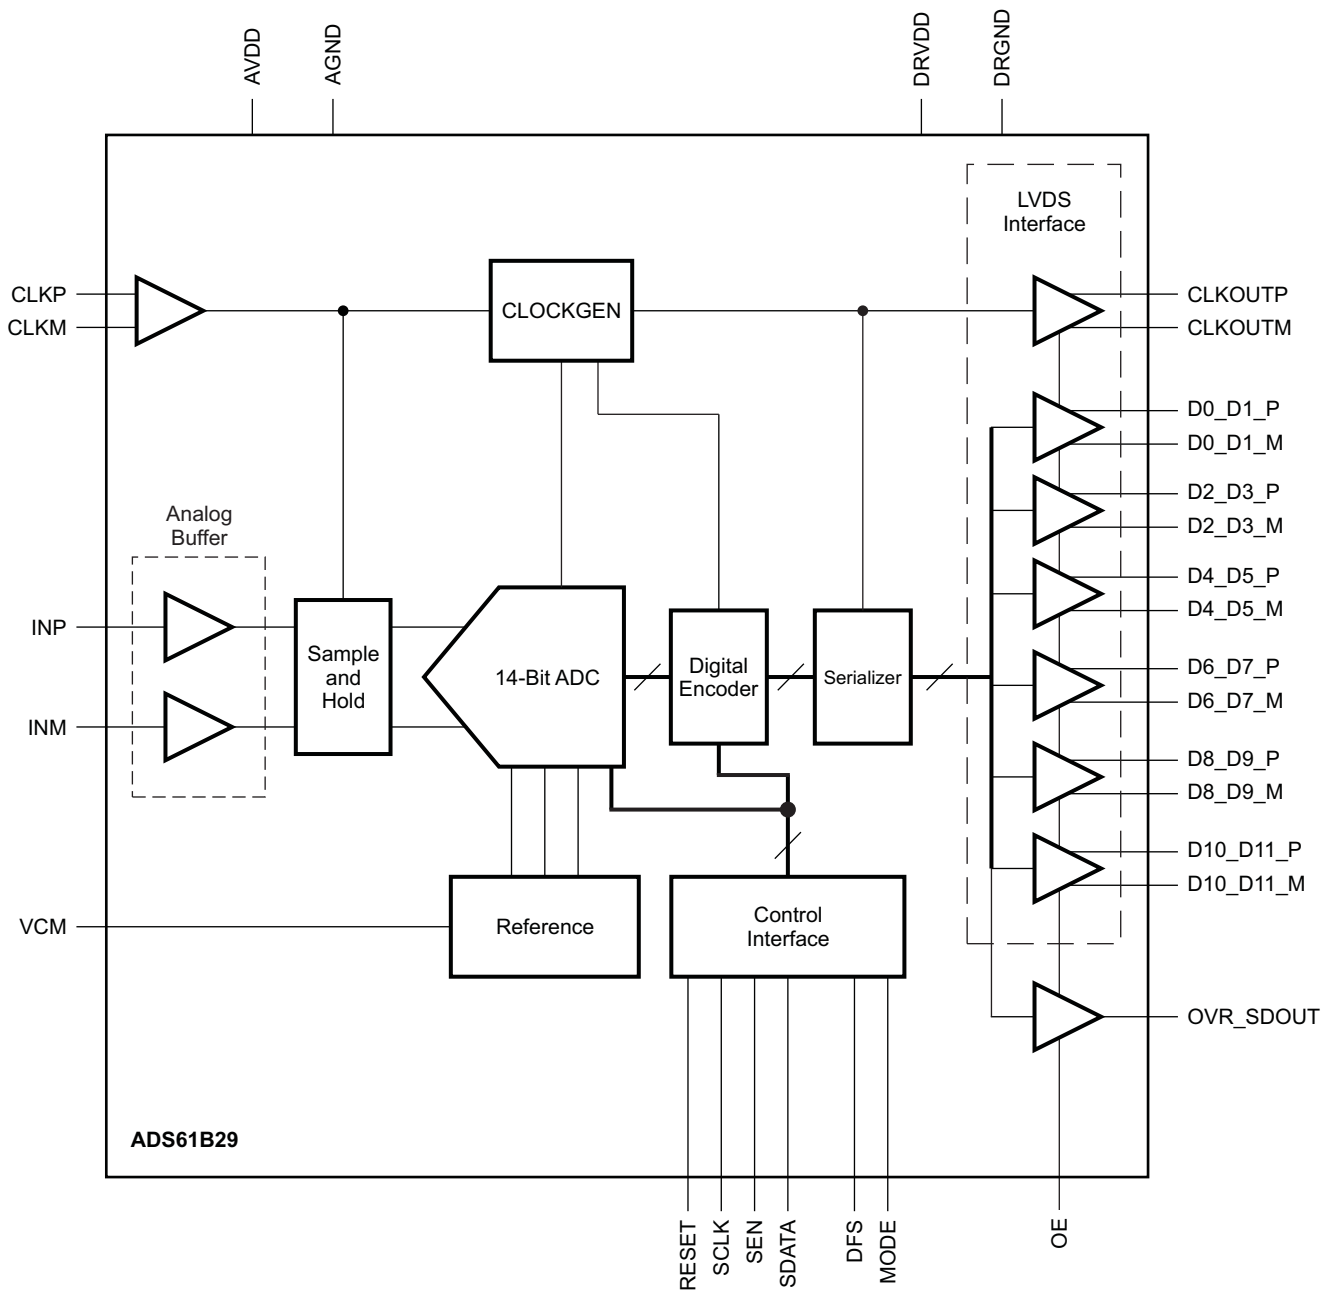 AVDD
AGND
DRVDD
DRGND
LVDS
Interface
CLKP
CLKM
CLOCKGEN
CLKOUTP
CLKOUTM
D0_D1_P
D0_D1_M
D2_D3_P
D2_D3_M
Analog
Buffer
D4_D5_P
D4_D5_M
INP
INM
Sample
and
Hold
14-Bit ADC
Digital
Encoder
Serializer
D6_D7_P
D6_D7_M
D8_D9_P
D8_D9_M
D10_D11_P
D10_D11_M
VCM
Reference
Control
Interface
OVR_SDOUT
ADS61B29
RESET
SCLK
SEN
SDATA
DFS
MODE
OE